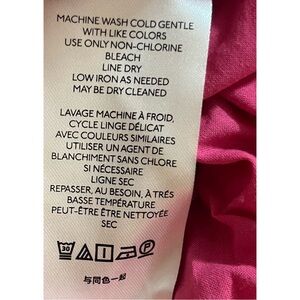 MACHINE WASH COLD GENTLE
WITH LIKE COLORS
USE ONLY NON-CHLORINE
BLEACH
LINE DRY
LOW IRON AS NEEDED
MAY BE DRY CLEANED
LAVAGE MACHINE À FROID,
CYCLE LINGE DÉLICAT
AVEC COULEURS SIMILAIRES
UTILISER UN AGENT DE
BLANCHIMENT SANS CHLORE
SI NÉCESSAIRE
LIGNE SEC
REPASSER, AU BESOIN, À TRÈS
BASSE TEMPÉRATURE
PEUT-ÊTRE ÊTRE NETTOYÉE
SEC
30
P
与同色一起